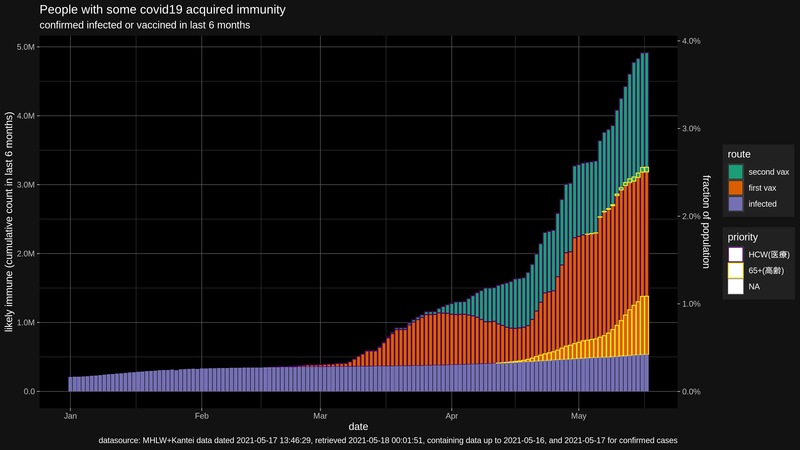 People with some covid19 acquired immunity
confirmed infected or vaccined in last 6 months
likely immune (cumulative count in last 6 months)
5.0M
4.0M
3.0M
2.0M
1.0M
0.0
4.0%
3.0%
2.0%
1.0%
0.0%
fraction of population
Jan
Feb
Mar
Apr
May
date
route
second vax
first vax
infected
priority
HCW(医療)
65+(高齢)
NA
datasource: MHLW+Kantei data dated 2021-05-17 13:46:29, retrieved 2021-05-18 00:01:51, containing data up to 2021-05-16, and 2021-05-17 for confirmed cases